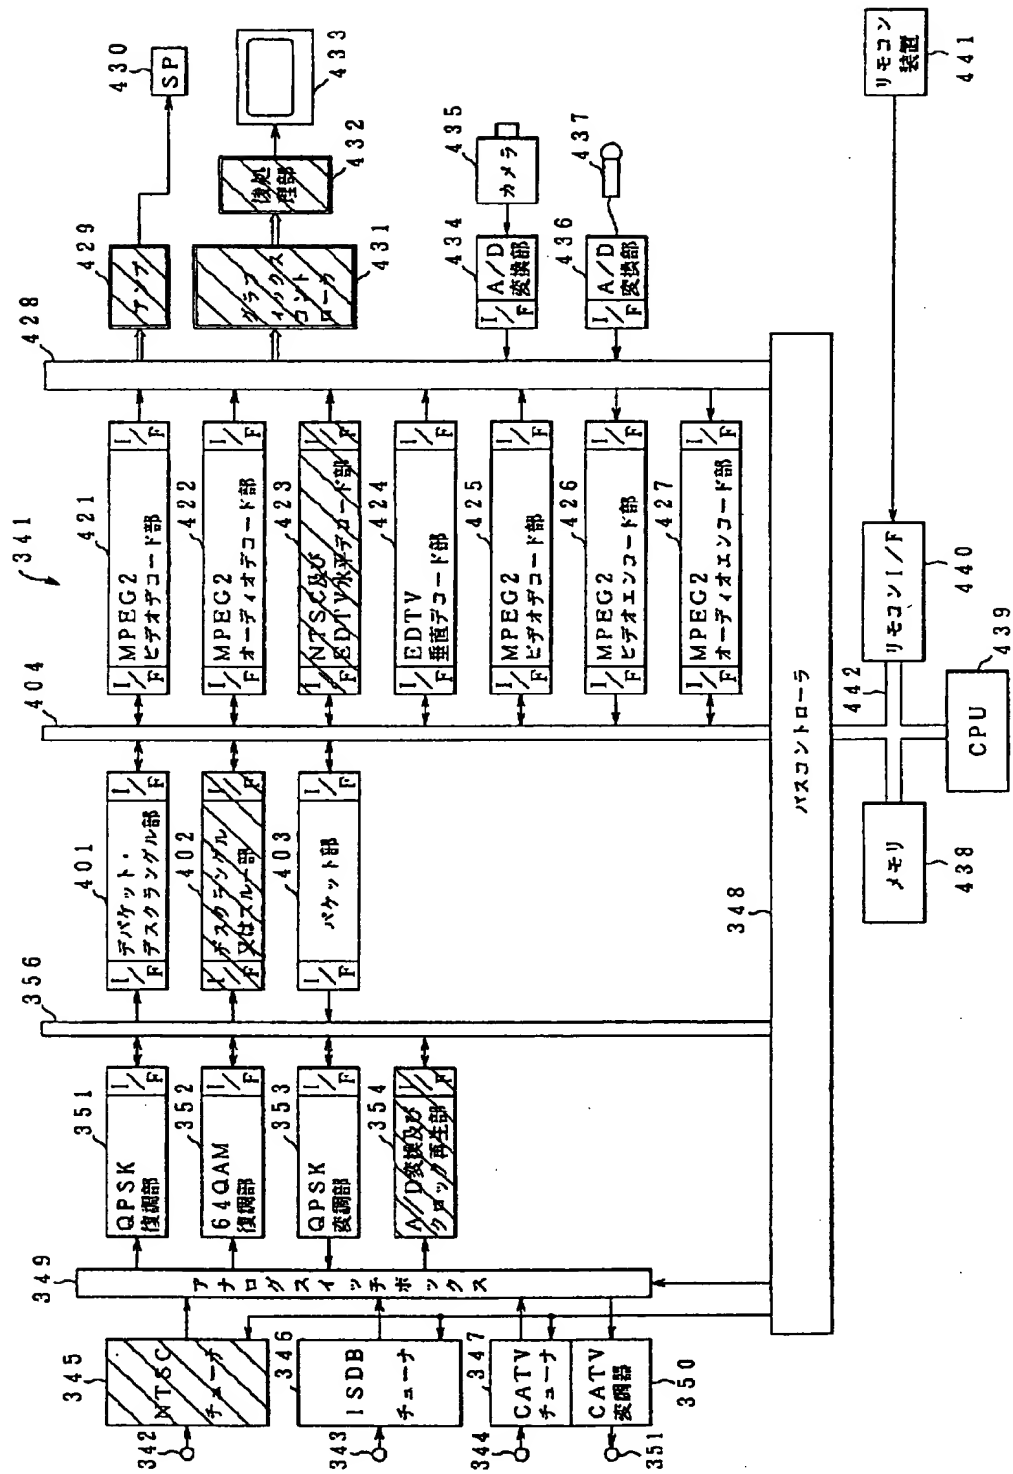 341
342
345
NTSC
チューナ
343
346
ISDB
チューナ
344
347
CATV
チューナ
CATV
変調器
350
351
349
アナログスイッチボックス
351
QPSK
復調部
I/F
352
64QAM
復調部
I/F
353
QPSK
変調部
I/F
354
A/D変換及び
クロック再生部
I/F
356
401
I/F
デパケット・
デスクラングル部
I/F
402
I/F
デスクラングル
又はスルー部
I/F
403
I/F
パケット部
I/F
404
421
I/F
MPEG2
ビデオデコード部
I/F
422
I/F
MPEG2
オーディオデコード部
I/F
423
I/F
NTSC及び
EDTV水平デコード部
I/F
424
I/F
EDTV
垂直デコード部
I/F
425
I/F
MPEG2
ビデオデコード部
I/F
426
I/F
MPEG2
ビデオエンコード部
I/F
427
I/F
MPEG2
オーディオエンコード部
I/F
428
429
アンプ
430
SP
431
グラフ
ィックス
コント
ローラ
432
後処
理部
433
434
I/F
A/D
変換部
435
カメラ
436
I/F
A/D
変換部
437
348
バスコントローラ
438
メモリ
439
CPU
442
440
リモコンI/F
441
リモコン
装置